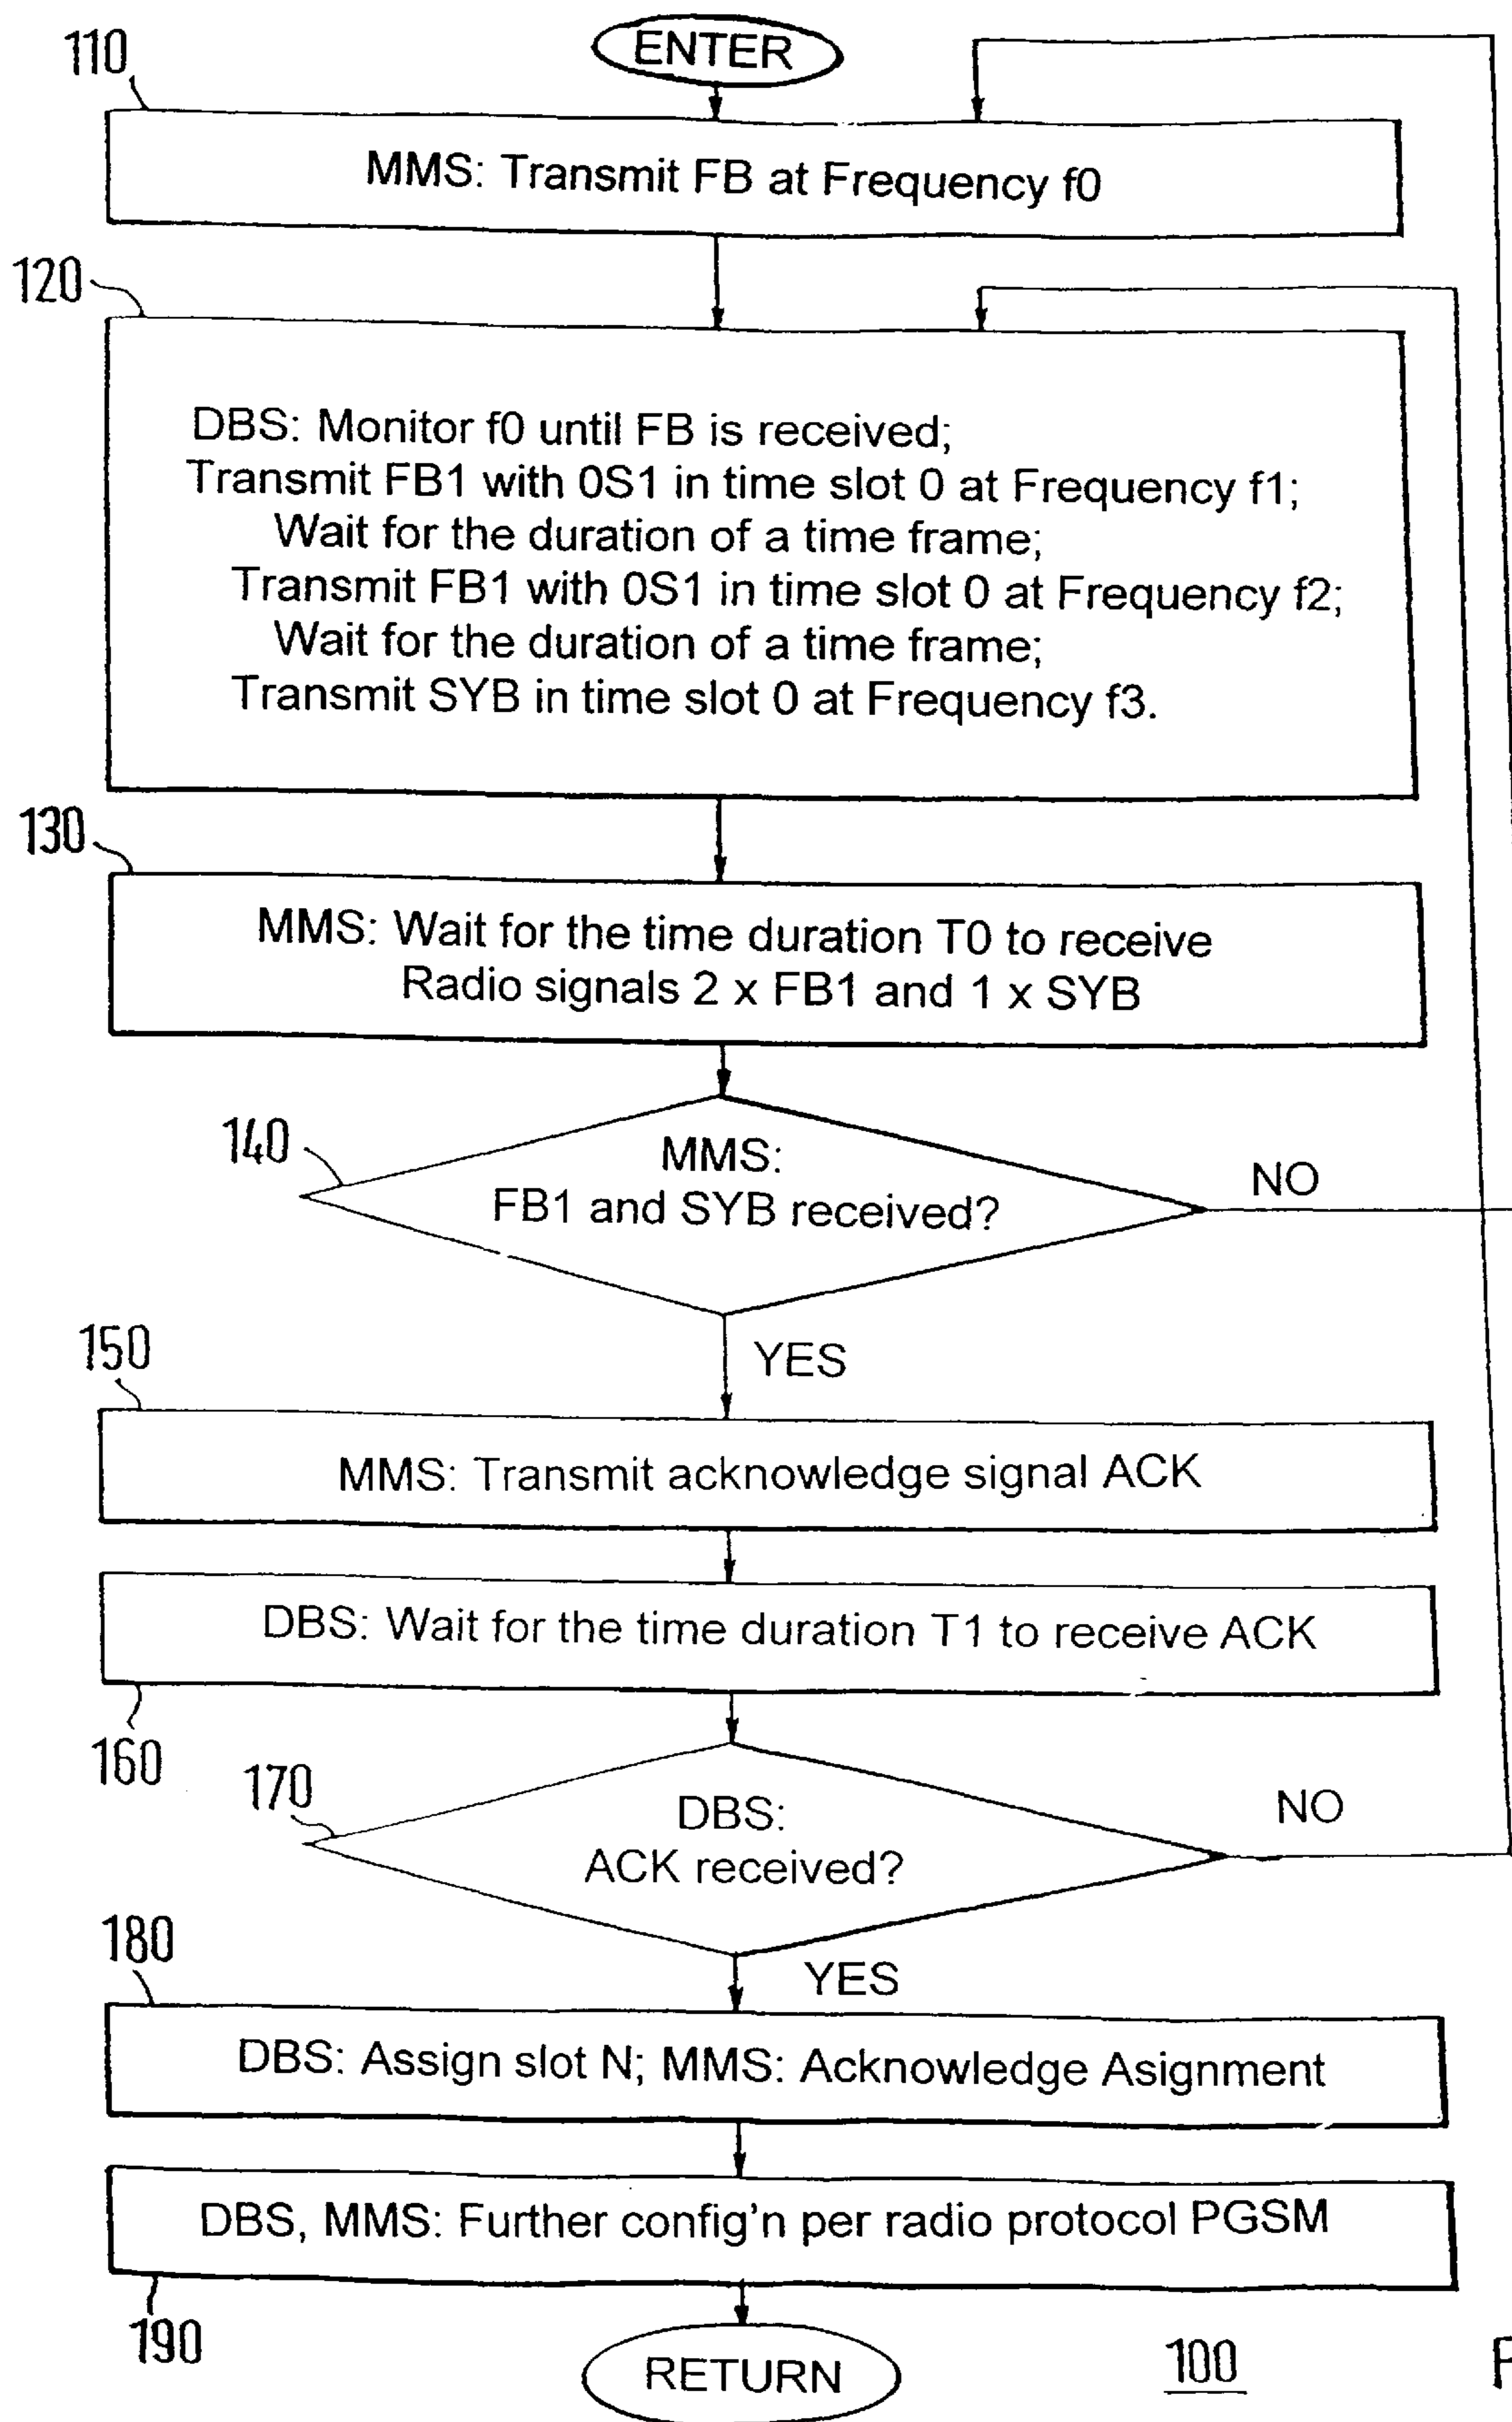 ENTER
110
MMS: Transmit FB at Frequency f0
120
DBS: Monitor f0 until FB is received;
Transmit FB1 with 0S1 in time slot 0 at Frequency f1;
Wait for the duration of a time frame;
Transmit FB1 with 0S1 in time slot 0 at Frequency f2;
Wait for the duration of a time frame;
Transmit SYB in time slot 0 at Frequency f3.
130
MMS: Wait for the time duration T0 to receive
Radio signals 2 x FB1 and 1 x SYB
140
MMS:
FB1 and SYB received?
NO
YES
150
MMS: Transmit acknowledge signal ACK
DBS: Wait for the time duration T1 to receive ACK
160
170
DBS:
ACK received?
NO
YES
180
DBS: Assign slot N; MMS: Acknowledge Asignment
DBS, MMS: Further config'n per radio protocol PGSM
190
RETURN
100